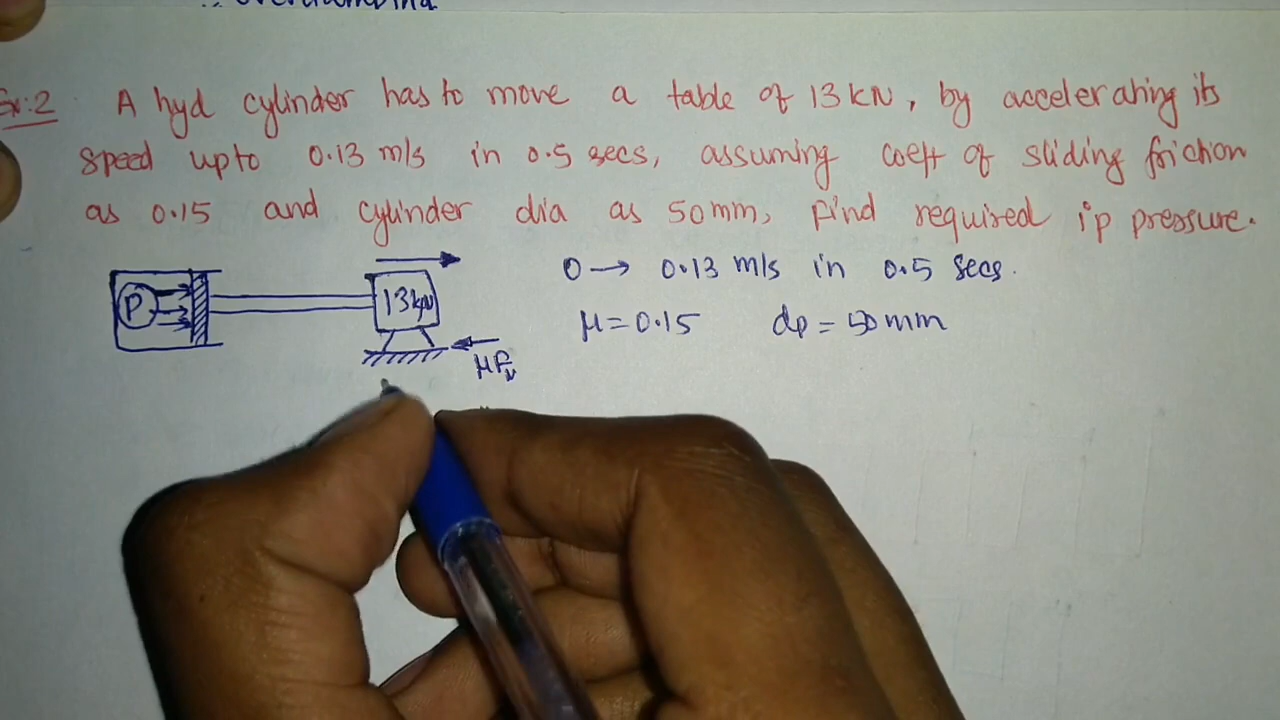 Ex:2 A hyd cylinder has to move a table of 13 kN, by accelerating its
speed upto 0.13 m/s in 0.5 secs, assuming coeft of sliding friction
as 0.15 and cylinder dia as 50mm, find required ip pressure.
0 → 0.13 m/s in 0.5 secs.
P
13kN
μ = 0.15 dp = 50 mm
μFN